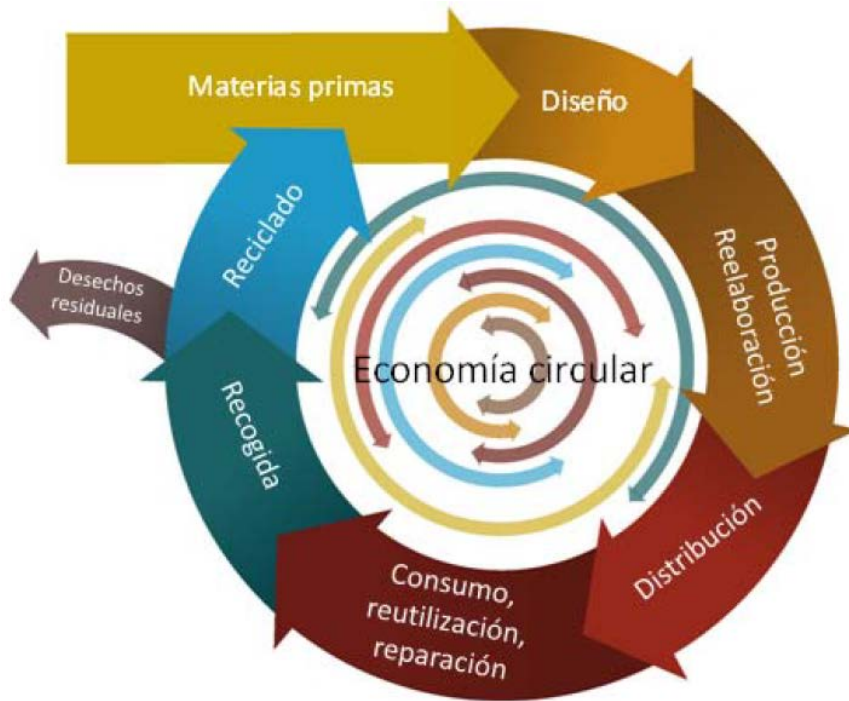 Materias primas
Diseño
Producción
Reelaboración
Distribución
Consumo,
reutilización,
reparación
Recogida
Reciclado
Desechos
residuales
Economía circular